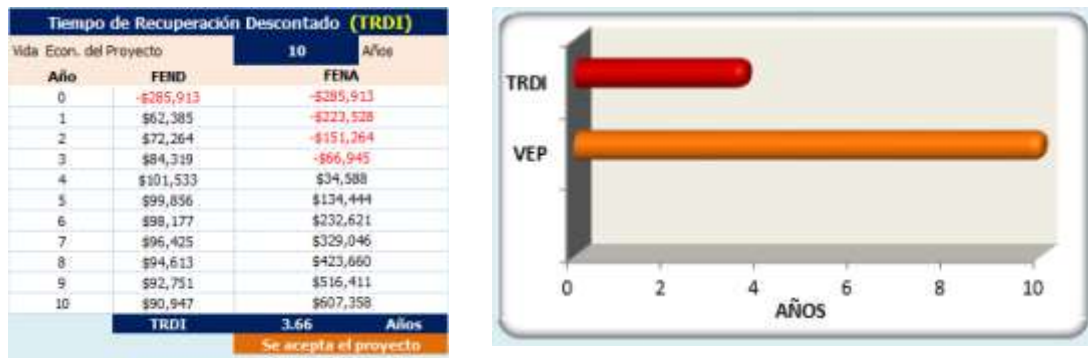 Tiempo de Recuperación Descontado (TRDI)
Vida Econ. del Proyecto 10 Años
Año FEND FENA
0 -$285,913 -$285,913
1 $62,385 -$223,528
2 $72,264 -$151,264
3 $84,319 -$66,945
4 $101,533 $34,588
5 $99,856 $134,444
6 $98,177 $232,621
7 $96,425 $329,046
8 $94,613 $423,660
9 $92,751 $516,411
10 $90,947 $607,358
TRDI 3.66 Años
Se acepta el proyecto
TRDI
VEP
0 2 4 6 8 10
AÑOS